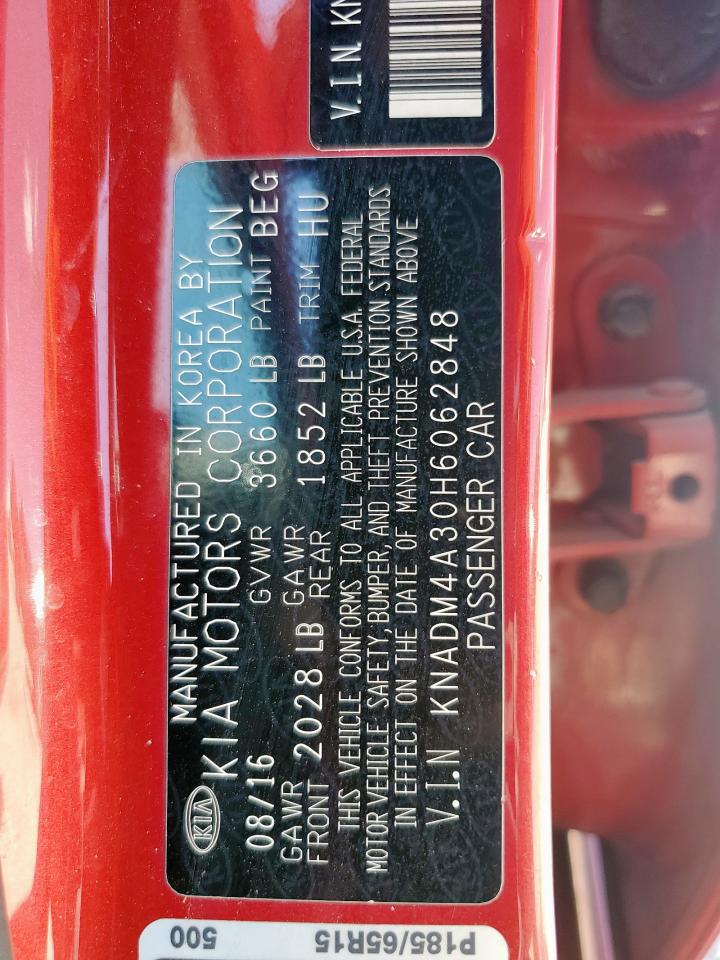 V.I.N KN
MANUFACTURED IN KOREA BY
KIA KIA MOTORS CORPORATION
08/16 GVWR 3660 LB PAINT BEG
GAWR FRONT 2028 LB GAWR REAR 1852 LB TRIM HU
THIS VEHICLE CONFORMS TO ALL APPLICABLE U.S.A. FEDERAL
MOTOR VEHICLE SAFETY, BUMPER, AND THEFT PREVENTION STANDARDS
IN EFFECT ON THE DATE OF MANUFACTURE SHOWN ABOVE
V.I.N KNADM4A30H6062848
PASSENGER CAR
P185/65R15
500